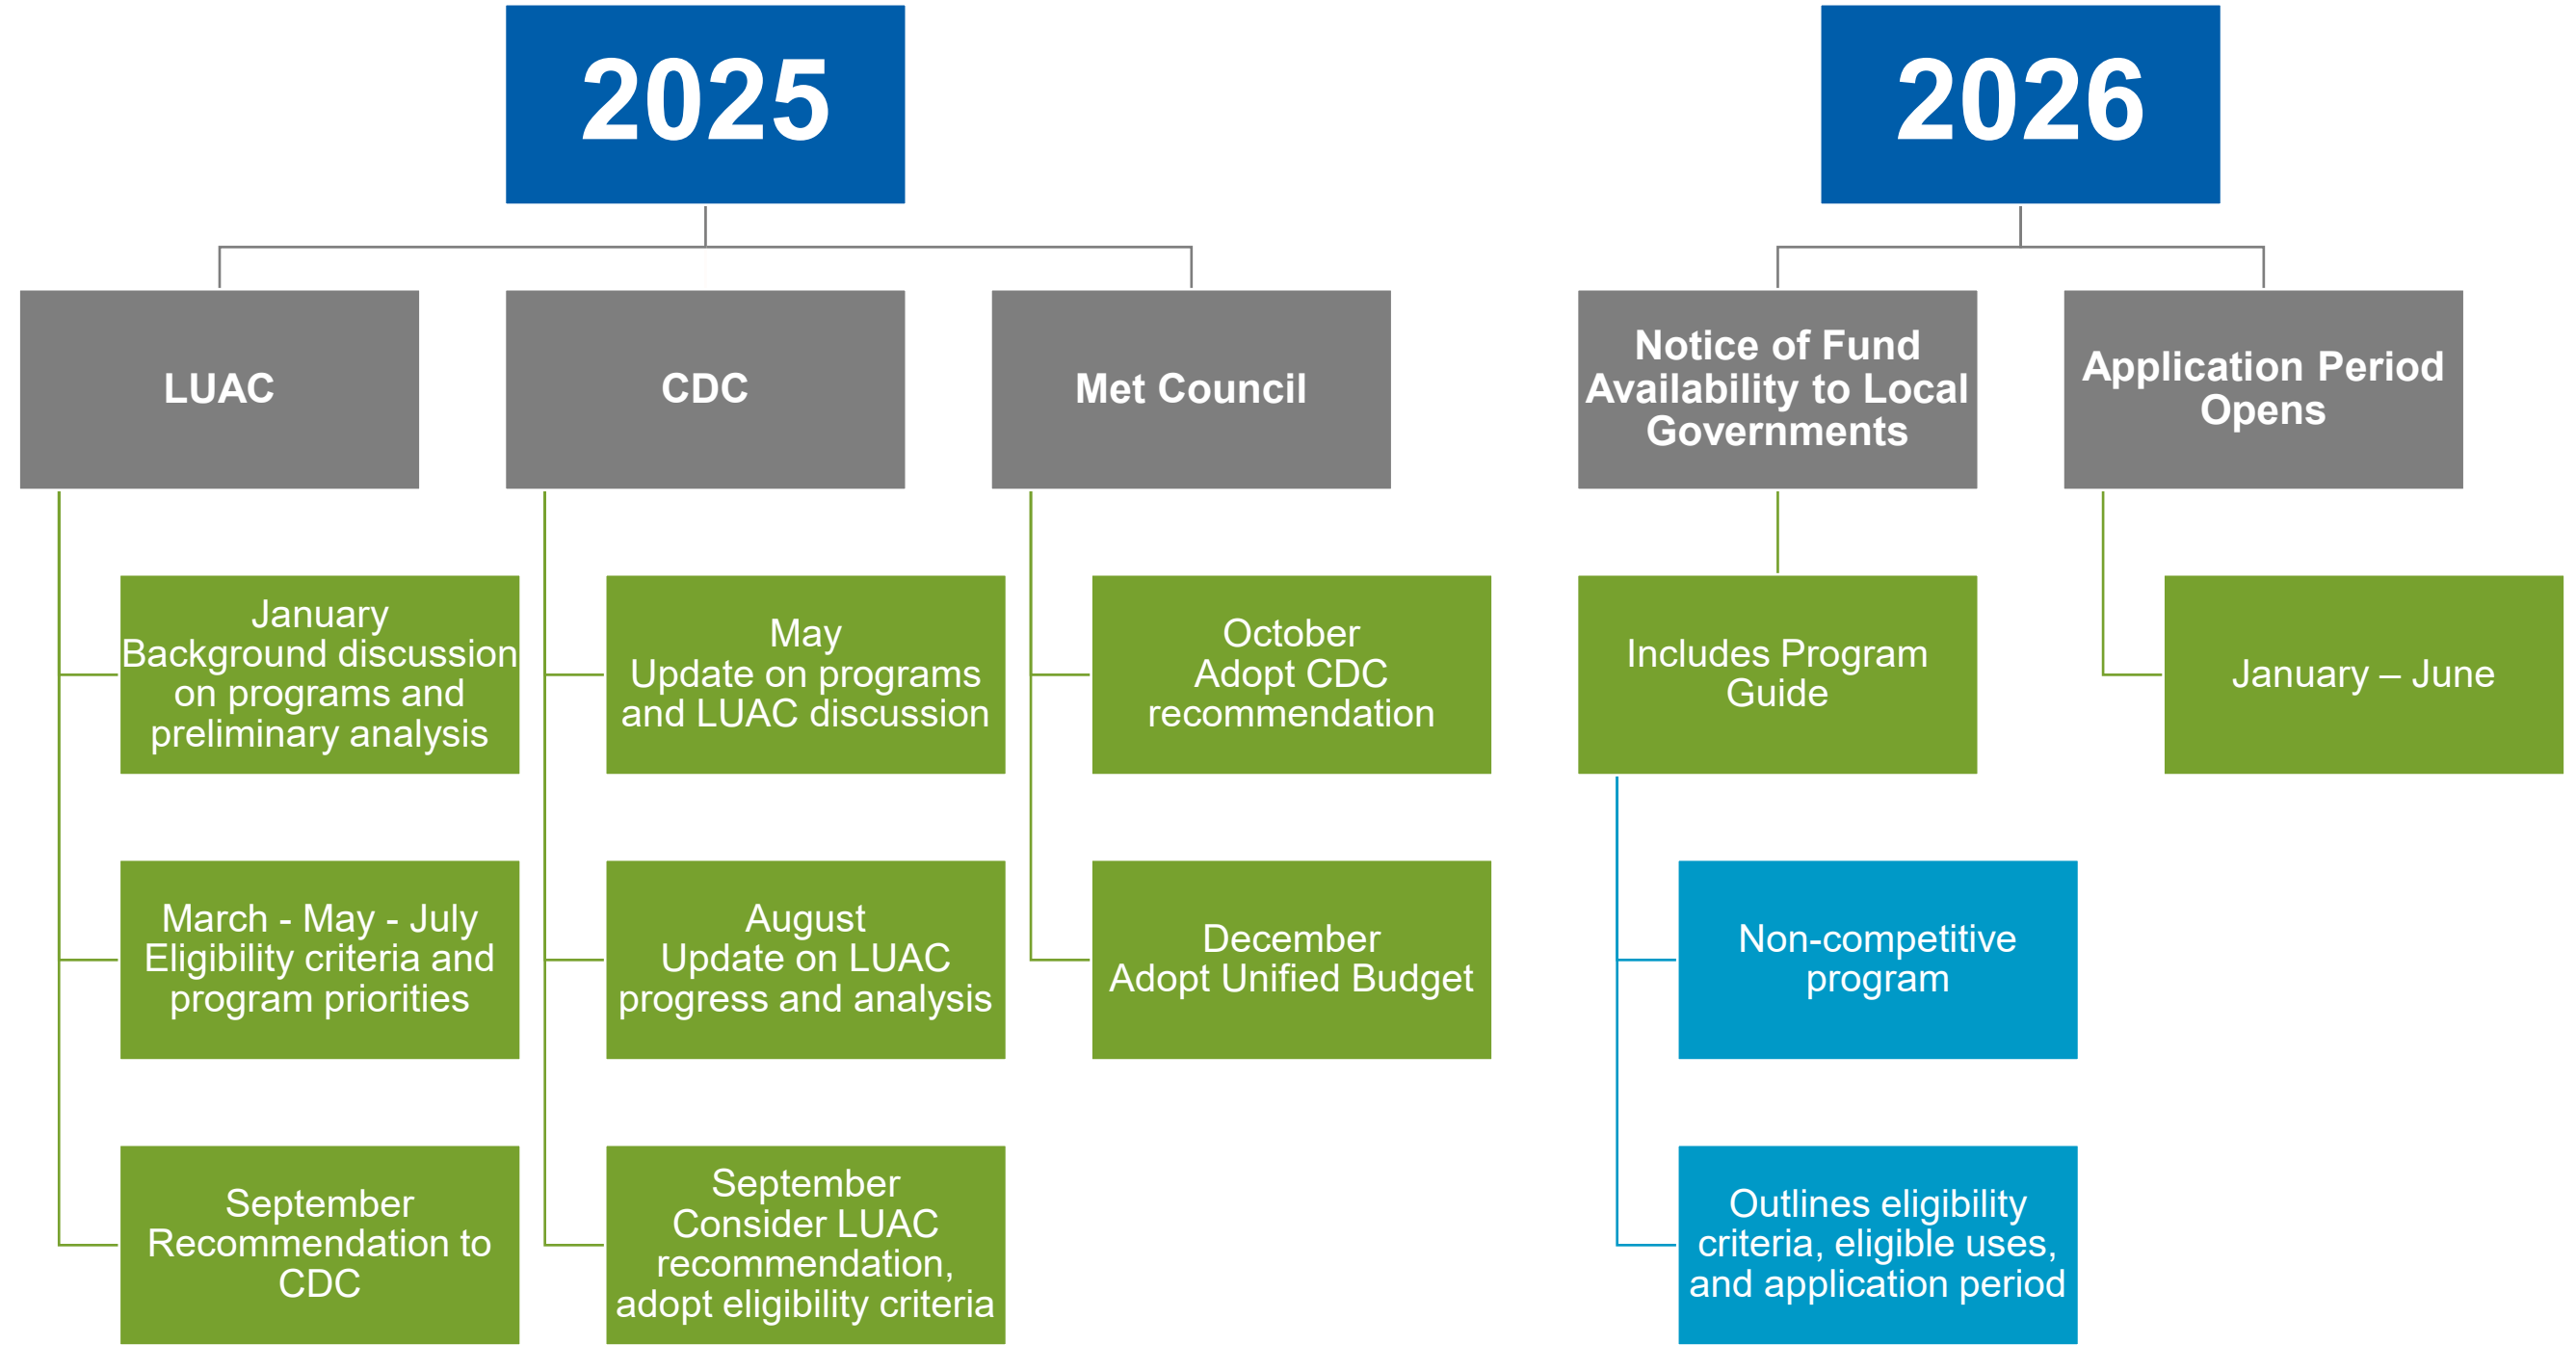 2025
LUAC
January
Background discussion
on programs and
preliminary analysis
March - May - July
Eligibility criteria and
program priorities
September
Recommendation to
CDC
CDC
May
Update on programs
and LUAC discussion
August
Update on LUAC
progress and analysis
September
Consider LUAC
recommendation,
adopt eligibility criteria
Met Council
October
Adopt CDC
recommendation
December
Adopt Unified Budget
2026
Notice of Fund
Availability to Local
Governments
Includes Program
Guide
Non-competitive
program
Outlines eligibility
criteria, eligible uses,
and application period
Application Period
Opens
January – June